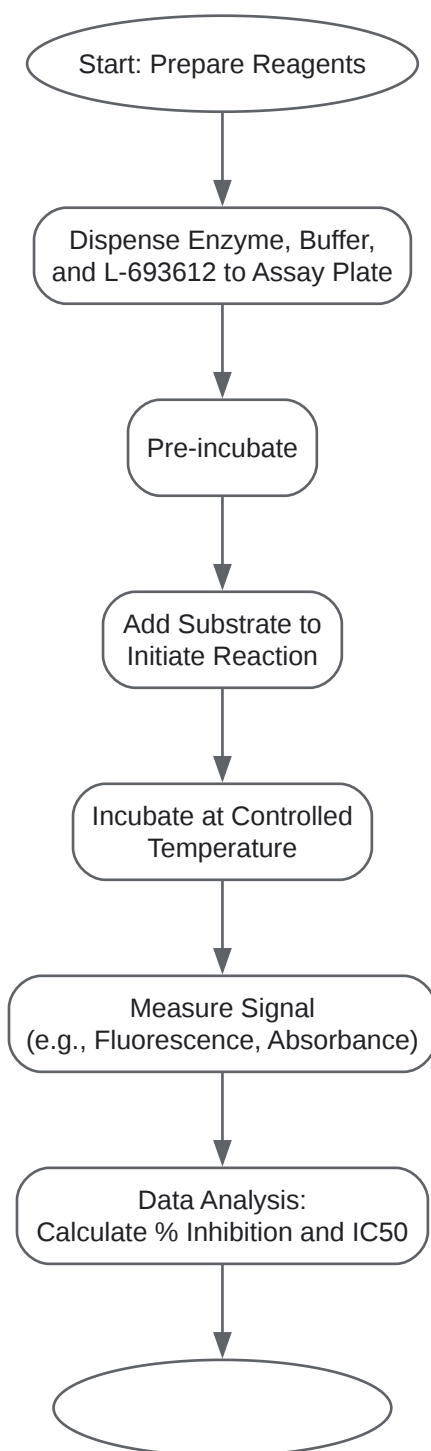 Start: Prepare Reagents
Dispense Enzyme, Buffer,
and L-693612 to Assay Plate
Pre-incubate
Add Substrate to
Initiate Reaction
Incubate at Controlled
Temperature
Measure Signal
(e.g., Fluorescence, Absorbance)
Data Analysis:
Calculate % Inhibition and IC50